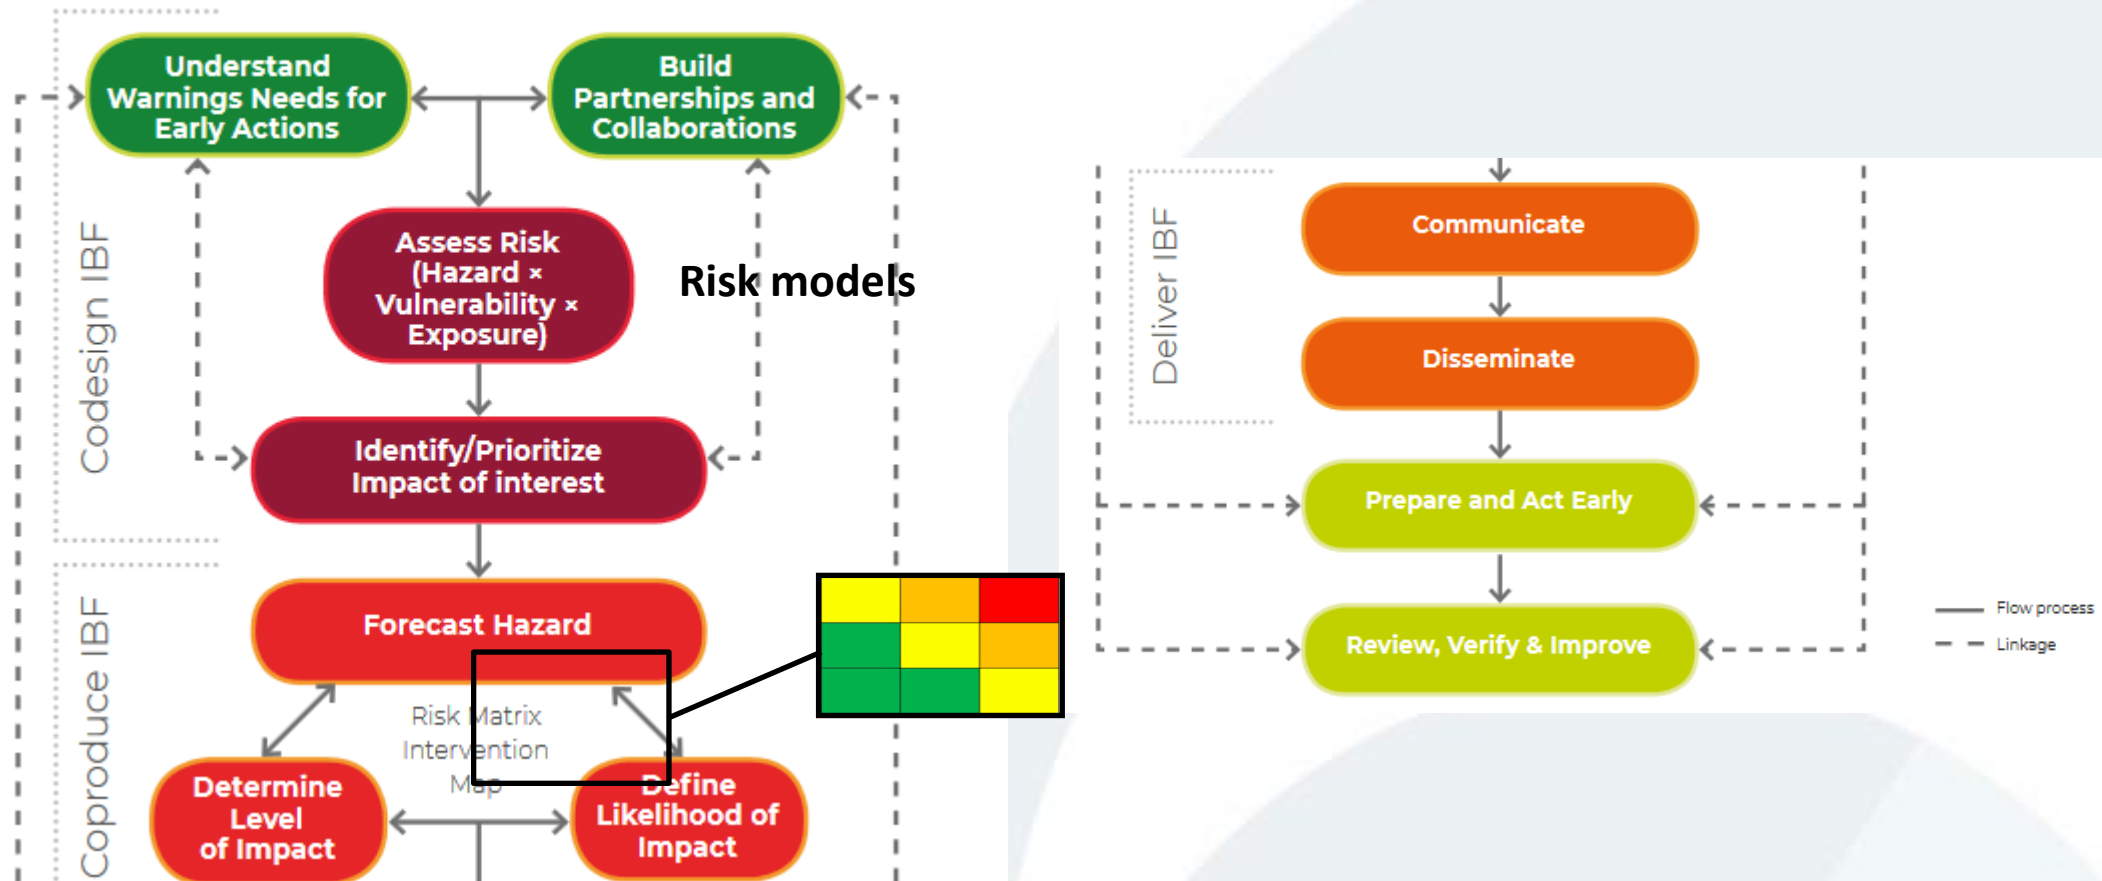 Codesign IBF
Understand
Warnings Needs for
Early Actions
Build
Partnerships and
Collaborations
Assess Risk
(Hazard ×
Vulnerability ×
Exposure)
Risk models
Identify/Prioritize
Impact of interest
Coproduce IBF
Forecast Hazard
Risk Matrix
Intervention
Map
Determine
Level
of Impact
Define
Likelihood of
Impact
Deliver IBF
Communicate
Disseminate
Prepare and Act Early
Review, Verify & Improve
Flow process
Linkage